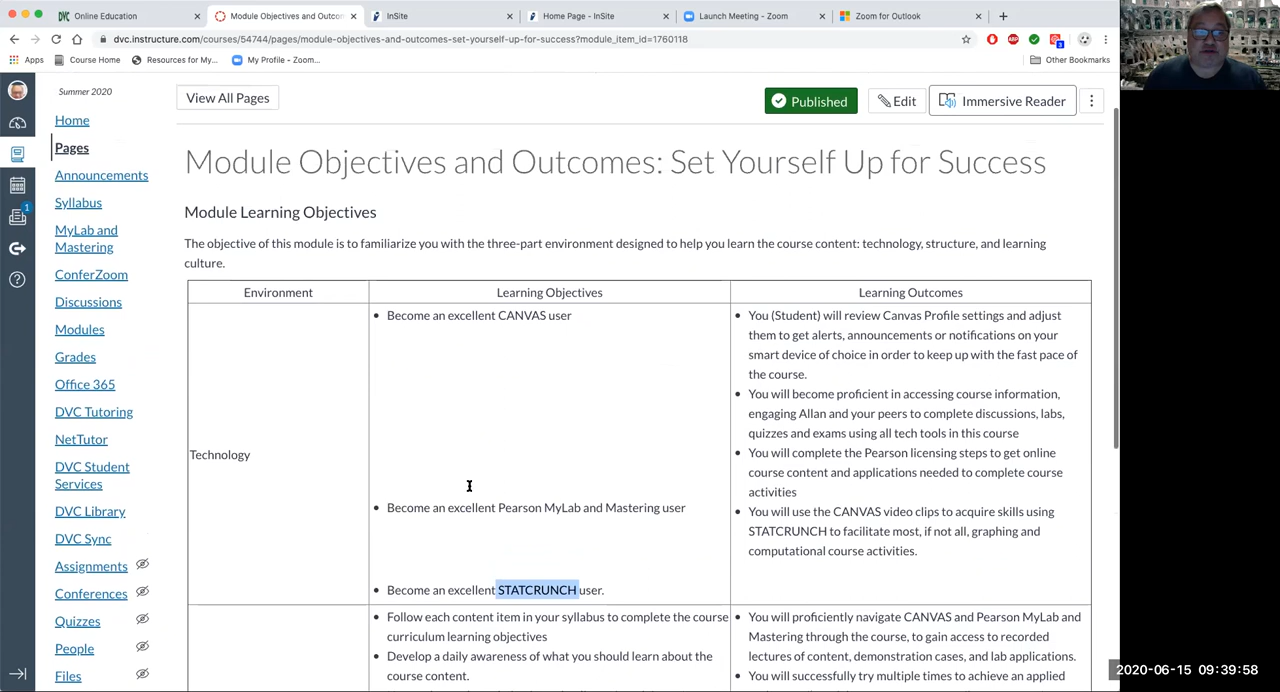 Online Education
Module Objectives and Outcom
InSite
Home Page - InSite
Launch Meeting - Zoom
Zoom for Outlook
dvc.instructure.com/courses/54744/pages/module-objectives-and-outcomes-set-yourself-up-for-success?module_item_id=1760118
ABP
3
Apps
Course Home
Resources for My...
My Profile - Zoom...
Other Bookmarks
Summer 2020
View All Pages
Published
Edit
Immersive Reader
Home
Pages
Announcements
Syllabus
MyLab and
Mastering
ConferZoom
Discussions
Modules
Grades
Office 365
DVC Tutoring
NetTutor
DVC Student
Services
DVC Library
DVC Sync
Assignments
Conferences
Quizzes
People
Files
1
Module Objectives and Outcomes: Set Yourself Up for Success
Module Learning Objectives
The objective of this module is to familiarize you with the three-part environment designed to help you learn the course content: technology, structure, and learning
culture.
Environment
Learning Objectives
Learning Outcomes
Technology
Become an excellent CANVAS user
Become an excellent Pearson MyLab and Mastering user
Become an excellent STATCRUNCH user.
You (Student) will review Canvas Profile settings and adjust
them to get alerts, announcements or notifications on your
smart device of choice in order to keep up with the fast pace of
the course.
You will become proficient in accessing course information,
engaging Allan and your peers to complete discussions, labs,
quizzes and exams using all tech tools in this course
You will complete the Pearson licensing steps to get online
course content and applications needed to complete course
activities
You will use the CANVAS video clips to acquire skills using
STATCRUNCH to facilitate most, if not all, graphing and
computational course activities.
Follow each content item in your syllabus to complete the course
curriculum learning objectives
Develop a daily awareness of what you should learn about the
course content.
You will proficiently navigate CANVAS and Pearson MyLab and
Mastering through the course, to gain access to recorded
lectures of content, demonstration cases, and lab applications.
You will successfully try multiple times to achieve an applied
2020-06-15 09:39:58